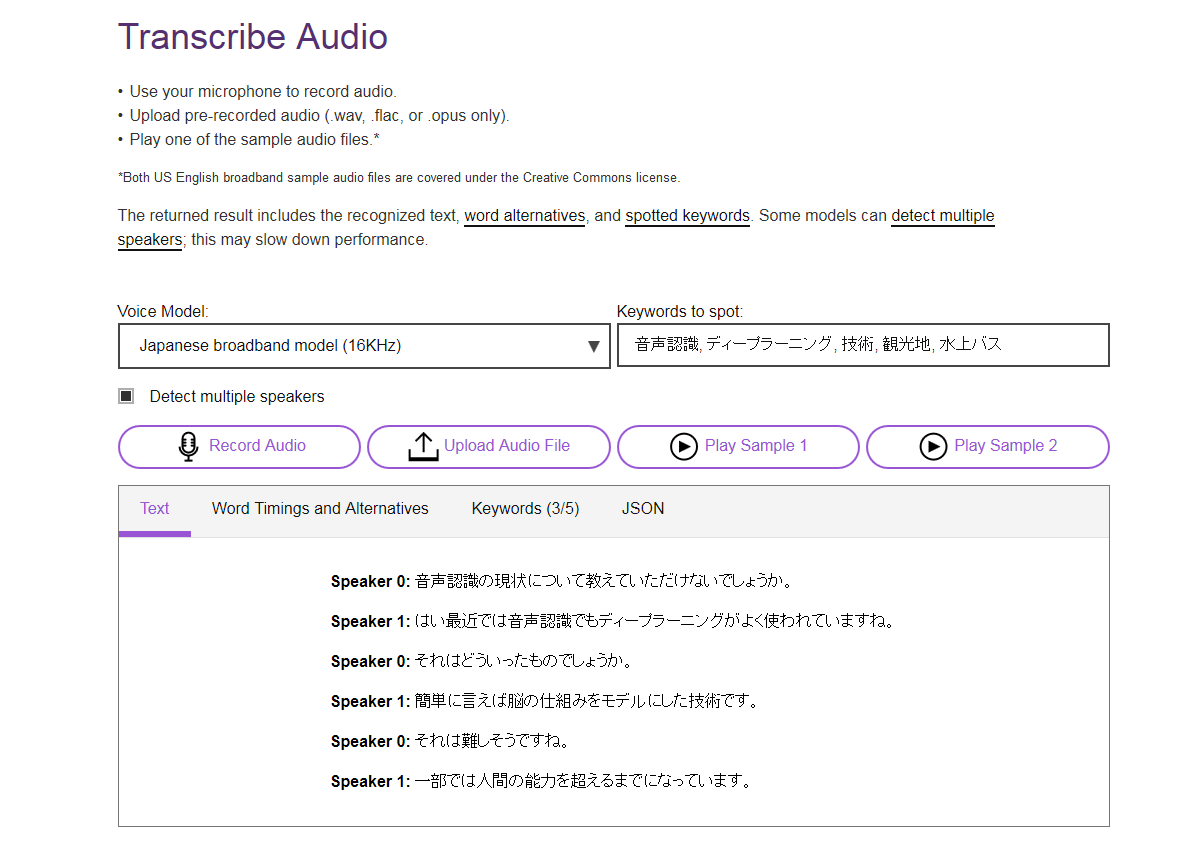 Transcribe Audio
• Use your microphone to record audio.
• Upload pre-recorded audio (.wav, .flac, or .opus only).
• Play one of the sample audio files.*
*Both US English broadband sample audio files are covered under the Creative Commons license.
The returned result includes the recognized text, word alternatives, and spotted keywords. Some models can detect multiple
speakers; this may slow down performance.
Voice Model:
Keywords to spot:
Japanese broadband model (16KHz)
音声認識, ディープラーニング, 技術, 観光地, 水上バス
Detect multiple speakers
Record Audio
Upload Audio File
Play Sample 1
Play Sample 2
Text
Word Timings and Alternatives
Keywords (3/5)
JSON
Speaker 0: 音声認識の現状について教えていただけないでしょうか。
Speaker 1: はい最近では音声認識でもディープラーニングがよく使われていますね。
Speaker 0: それはどういったものでしょうか。
Speaker 1: 簡単に言えば脳の仕組みをモデルにした技術です。
Speaker 0: それは難しそうですね。
Speaker 1: 一部では人間の能力を超えるまでになっています。